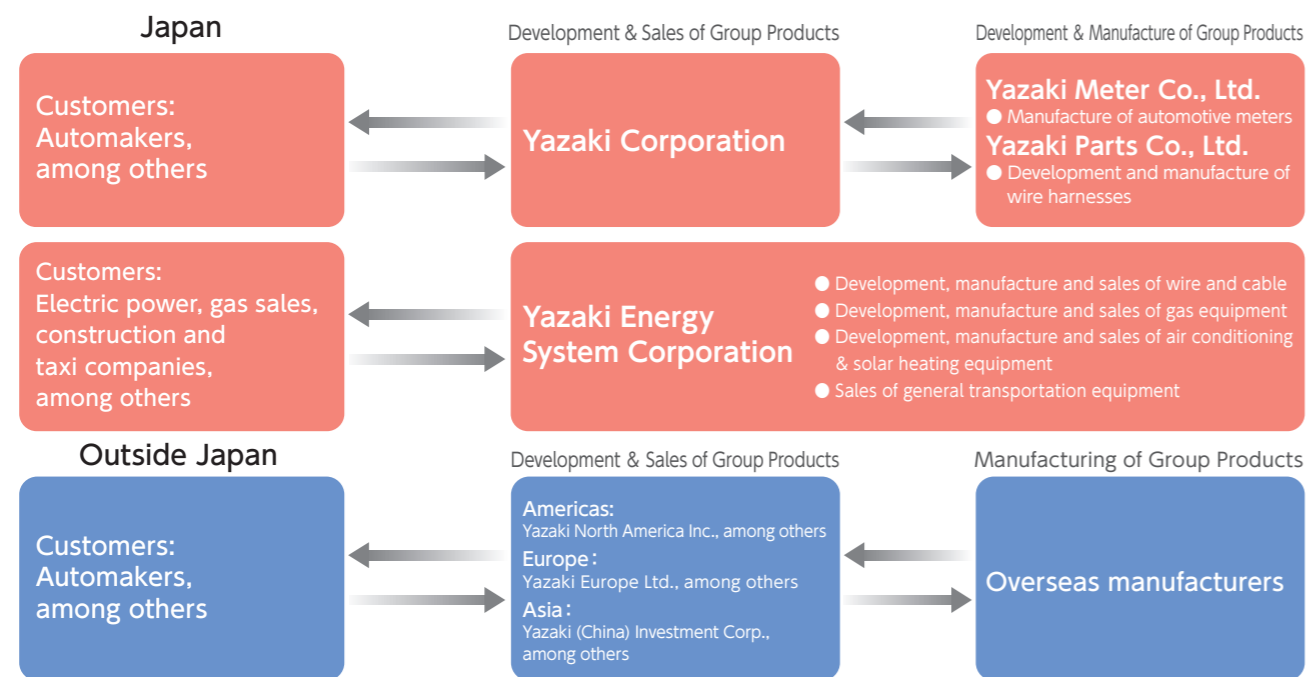 Japan
Development & Sales of Group Products
Development & Manufacture of Group Products
Customers:
Automakers,
among others
Yazaki Corporation
Yazaki Meter Co., Ltd.
● Manufacture of automotive meters
Yazaki Parts Co., Ltd.
● Development and manufacture of
wire harnesses
Customers:
Electric power, gas sales,
construction and
taxi companies,
among others
Yazaki Energy
System Corporation
● Development, manufacture and sales of wire and cable
● Development, manufacture and sales of gas equipment
● Development, manufacture and sales of air conditioning
& solar heating equipment
● Sales of general transportation equipment
Outside Japan
Development & Sales of Group Products
Manufacturing of Group Products
Customers:
Automakers,
among others
Americas:
Yazaki North America Inc., among others
Europe：
Yazaki Europe Ltd., among others
Asia：
Yazaki (China) Investment Corp.,
among others
Overseas manufacturers